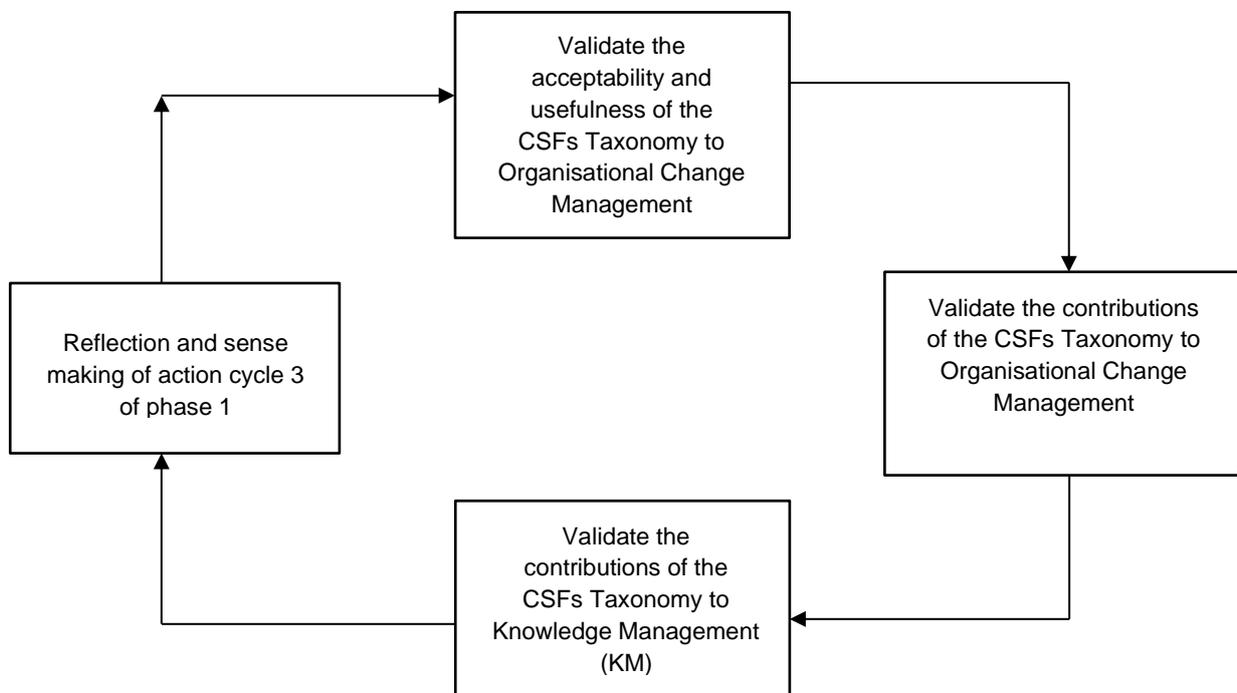 Validate the
acceptability and
usefulness of the
CSFs Taxonomy to
Organisational Change
Management
Validate the contributions
of the CSFs Taxonomy to
Organisational Change
Management
Reflection and sense
making of action cycle 3
of phase 1
Validate the
contributions of the
CSFs Taxonomy to
Knowledge Management
(KM)